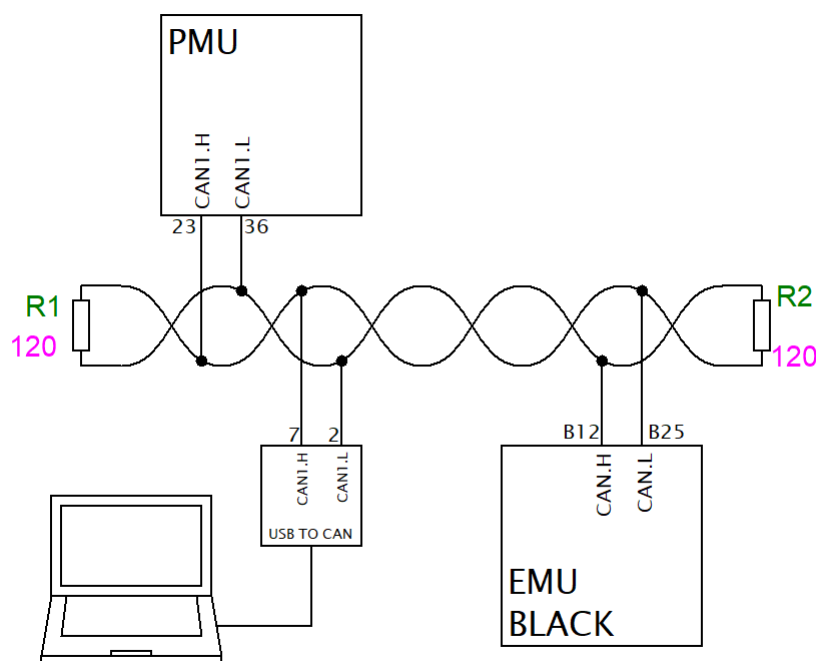 PMU
CAN1.H
CAN1.L
23
36
R1
120
R2
120
7
2
CAN1.H
CAN1.L
USB TO CAN
B12
B25
CAN.H
CAN.L
EMU
BLACK